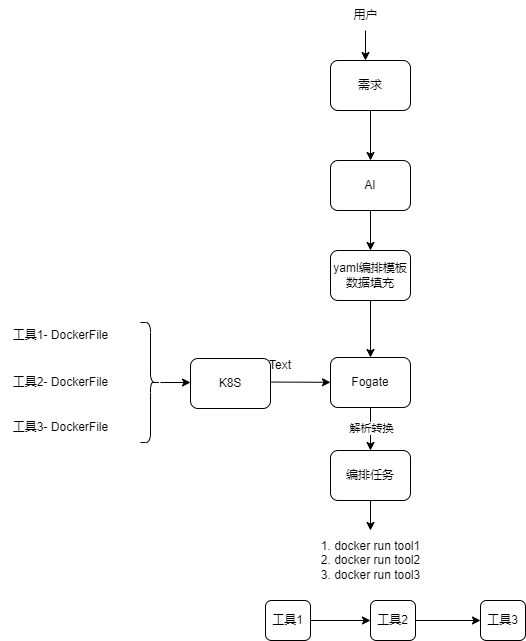 用户
需求
AI
yaml编排模板
数据填充
工具1- DockerFile
工具2- DockerFile
工具3- DockerFile
K8S
Text
Fogate
解析转换
编排任务
1. docker run tool1
2. docker run tool2
3. docker run tool3
工具1
工具2
工具3